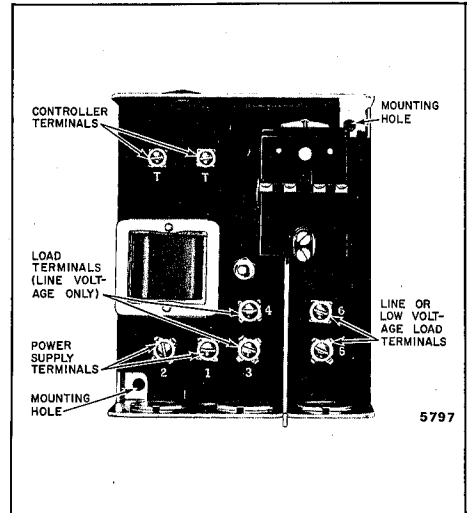 CONTROLLER
TERMINALS
MOUNTING
HOLE
T T
LOAD
TERMINALS
(LINE VOLT-
AGE ONLY)
4
6
LINE OR
LOW VOLT-
AGE LOAD
TERMINALS
POWER
SUPPLY
TERMINALS
2 1 3
5
MOUNTING
HOLE
5797